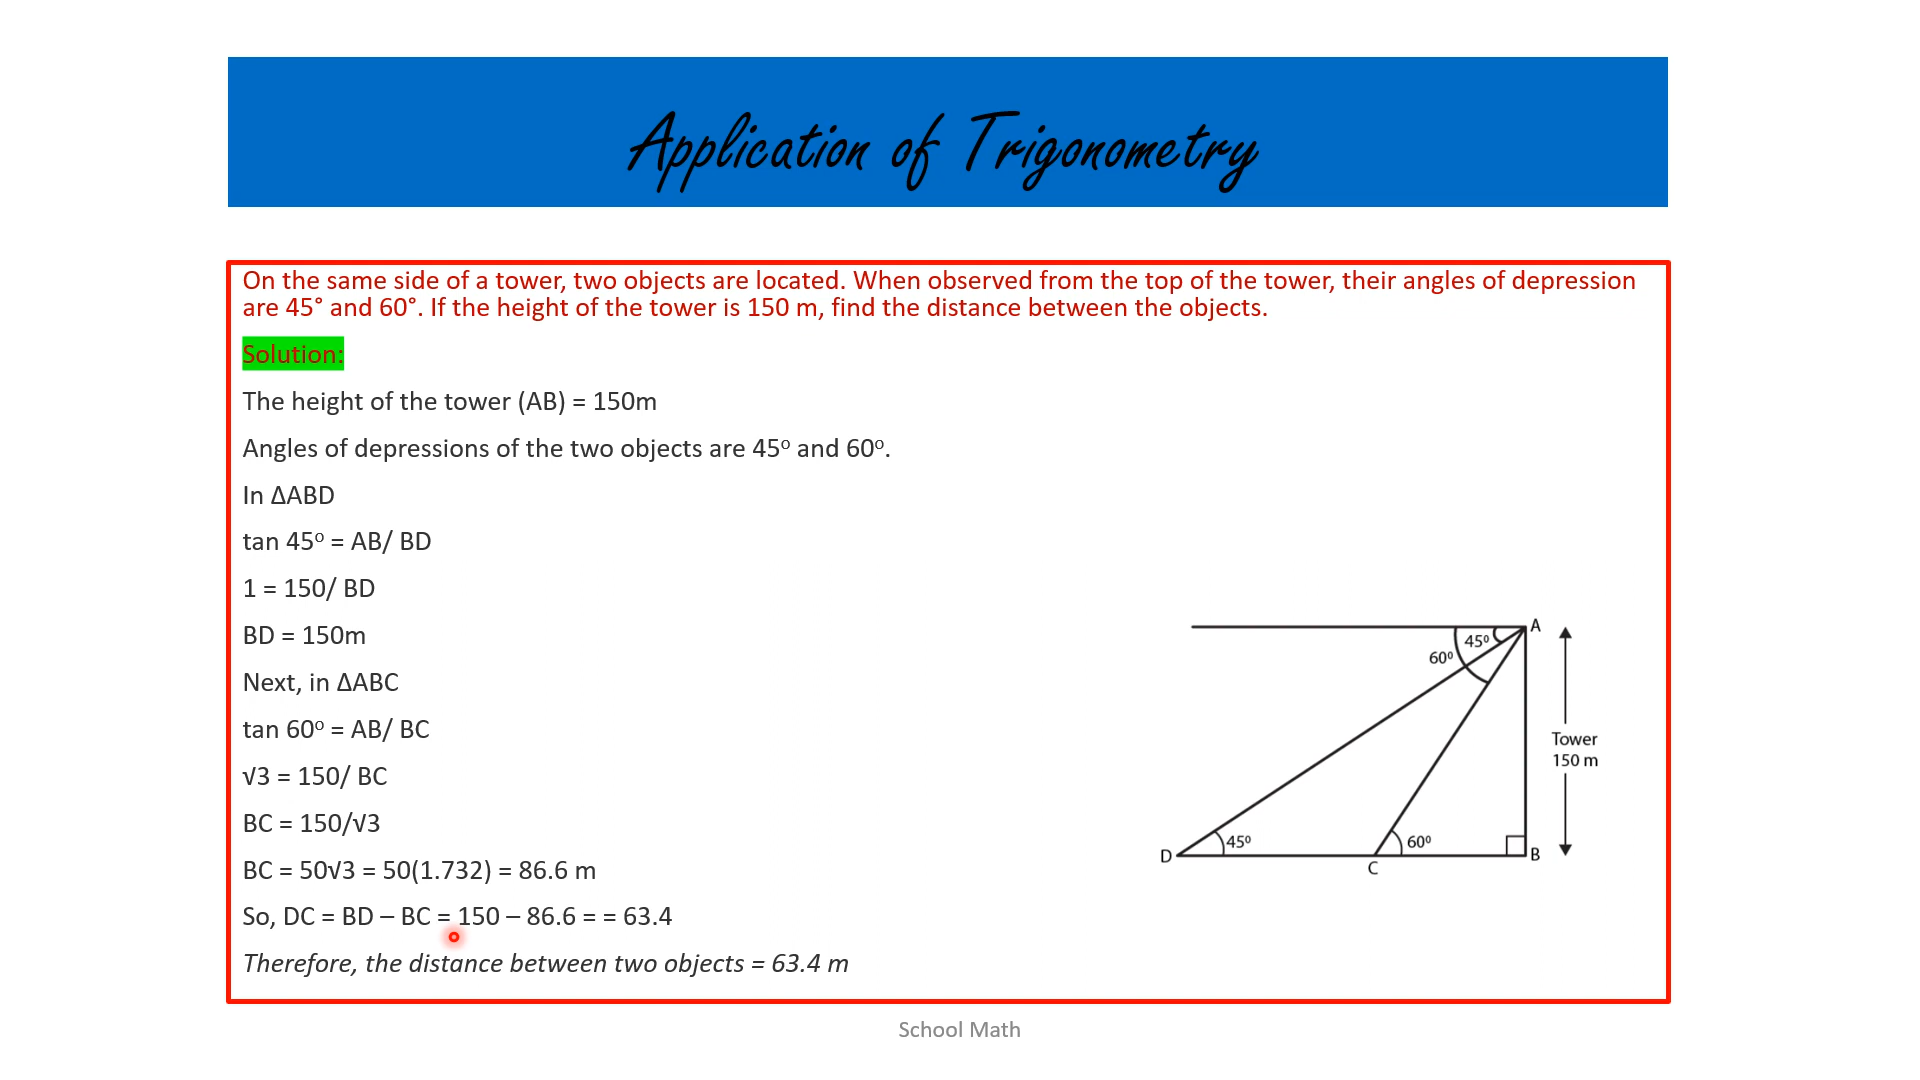 Application of Trigonometry
On the same side of a tower, two objects are located. When observed from the top of the tower, their angles of depression
are 45° and 60°. If the height of the tower is 150 m, find the distance between the objects.
Solution:
The height of the tower (AB) = 150m
Angles of depressions of the two objects are 45º and 60º.
In ΔABD
tan 45º = AB/ BD
1 = 150/ BD
BD = 150m
Next, in ΔABC
tan 60º = AB/ BC
√3 = 150/ BC
BC = 150/√3
BC = 50√3 = 50(1.732) = 86.6 m
So, DC = BD – BC = 150 – 86.6 = = 63.4
Therefore, the distance between two objects = 63.4 m
A
45⁰
60⁰
Tower
150 m
45⁰
60⁰
D
B
C
School Math